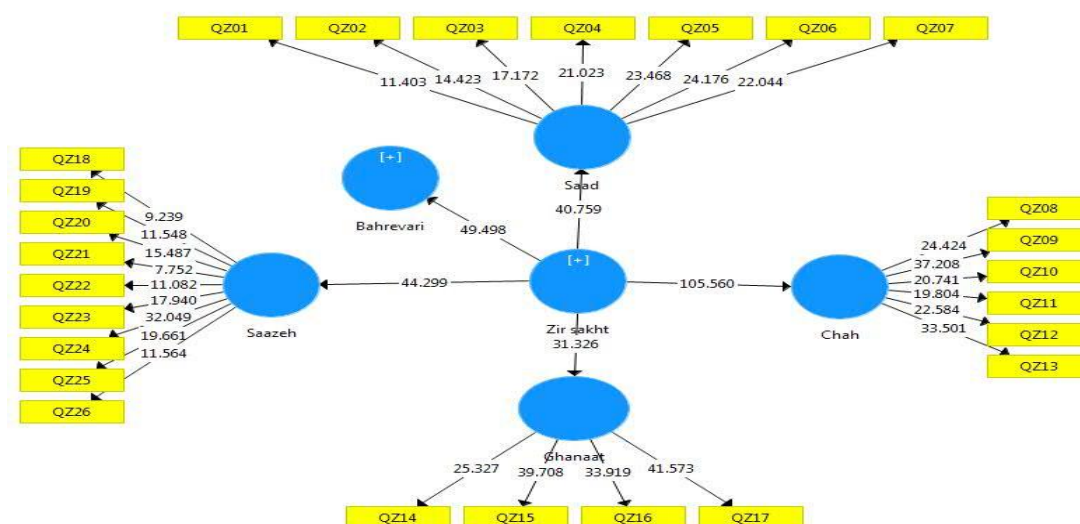 QZ01 QZ02 QZ03 QZ04 QZ05 QZ06 QZ07
11.403 14.423 17.172 21.023 23.468 24.176 22.044
Saad
40.759
[+]
Bahrevari
49.498
QZ18
QZ19
QZ20
QZ21
QZ22
QZ23
QZ24
QZ25
QZ26
9.239
11.548
15.487
7.752
11.082
17.940
32.049
19.661
11.564
Saazeh
44.299
[+]
Zir sakht
105.560
31.326
Chah
24.424
37.208
20.741
19.804
22.584
33.501
QZ08
QZ09
QZ10
QZ11
QZ12
QZ13
Ghanaat
25.327 39.708 33.919 41.573
QZ14 QZ15 QZ16 QZ17